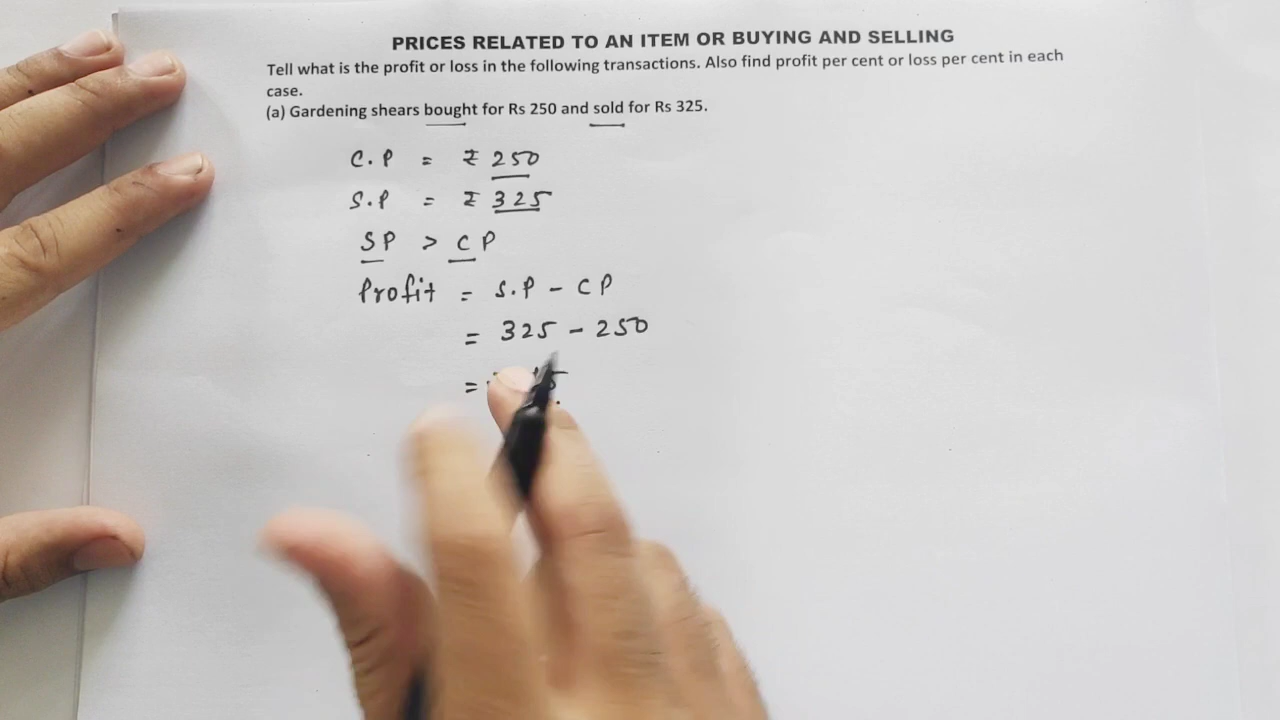 PRICES RELATED TO AN ITEM OR BUYING AND SELLING
Tell what is the profit or loss in the following transactions. Also find profit per cent or loss per cent in each
case.
(a) Gardening shears bought for Rs 250 and sold for Rs 325.
C.P = ₹ 250
S.P = ₹ 325
SP > CP
Profit = S.P - CP
= 325 - 250
=